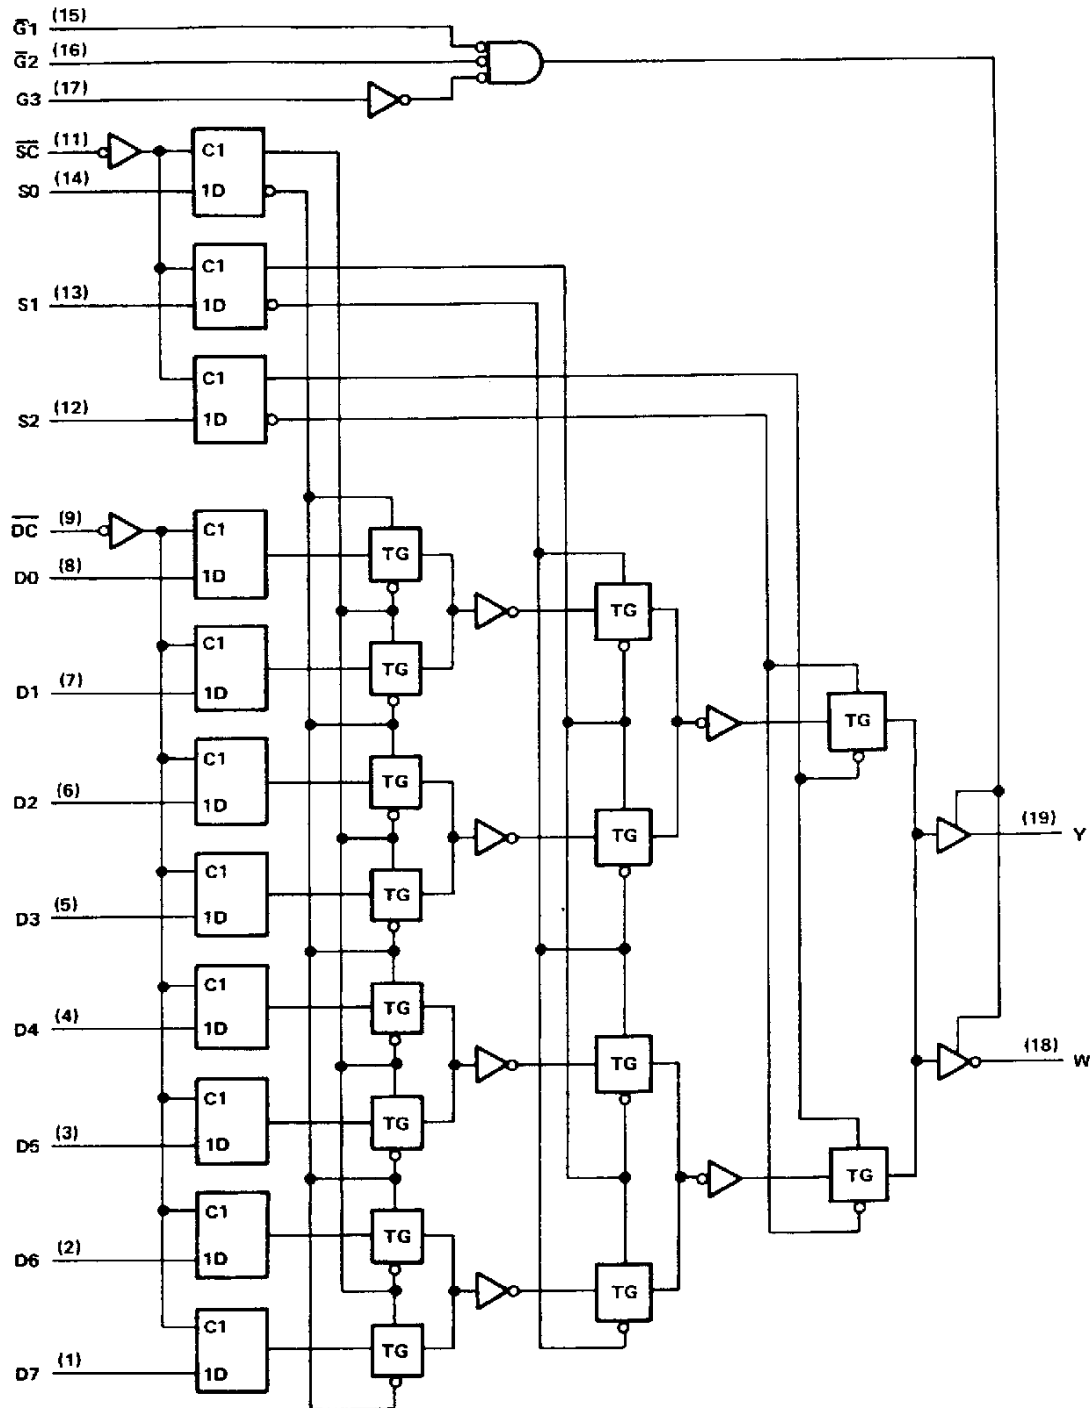 G̅1 (15)
G̅2 (16)
G3 (17)
S̅C̅ (11) C1
S0 (14) 1D
C1
S1 (13) 1D
C1
S2 (12) 1D
D̅C̅ (9) C1
D0 (8) 1D
TG
TG
C1
D1 (7) 1D
TG
TG
C1
D2 (6) 1D
TG
TG
(19) Y
C1
D3 (5) 1D
TG
C1
D4 (4) 1D
TG
TG
(18) W
C1
D5 (3) 1D
TG
TG
C1
D6 (2) 1D
TG
TG
C1
D7 (1) 1D
TG